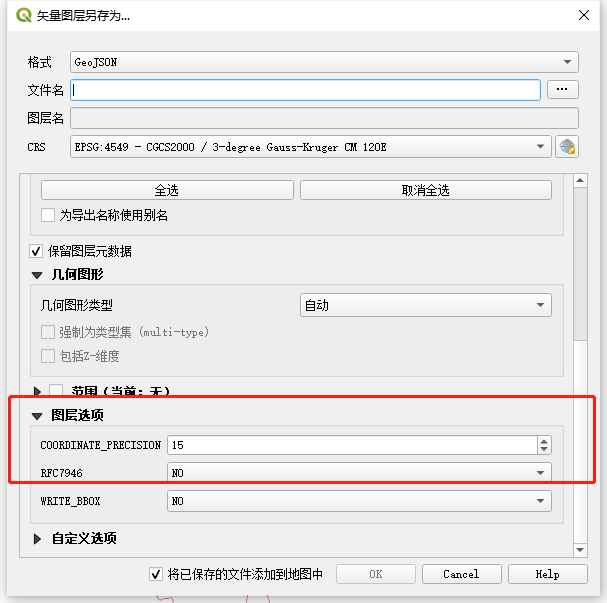 矢量图层另存为...
格式 GeoJSON
文件名 ...
图层名
CRS EPSG:4549 - CGCS2000 / 3-degree Gauss-Kruger CM 120E
全选 取消全选
为导出名称使用别名
保留图层元数据
几何图形
几何图形类型 自动
强制为类型集 (multi-type)
包括Z-维度
范围(当前：无)
图层选项
COORDINATE_PRECISION 15
RFC7946 NO
WRITE_BBOX NO
自定义选项
将已保存的文件添加到地图中 OK Cancel Help